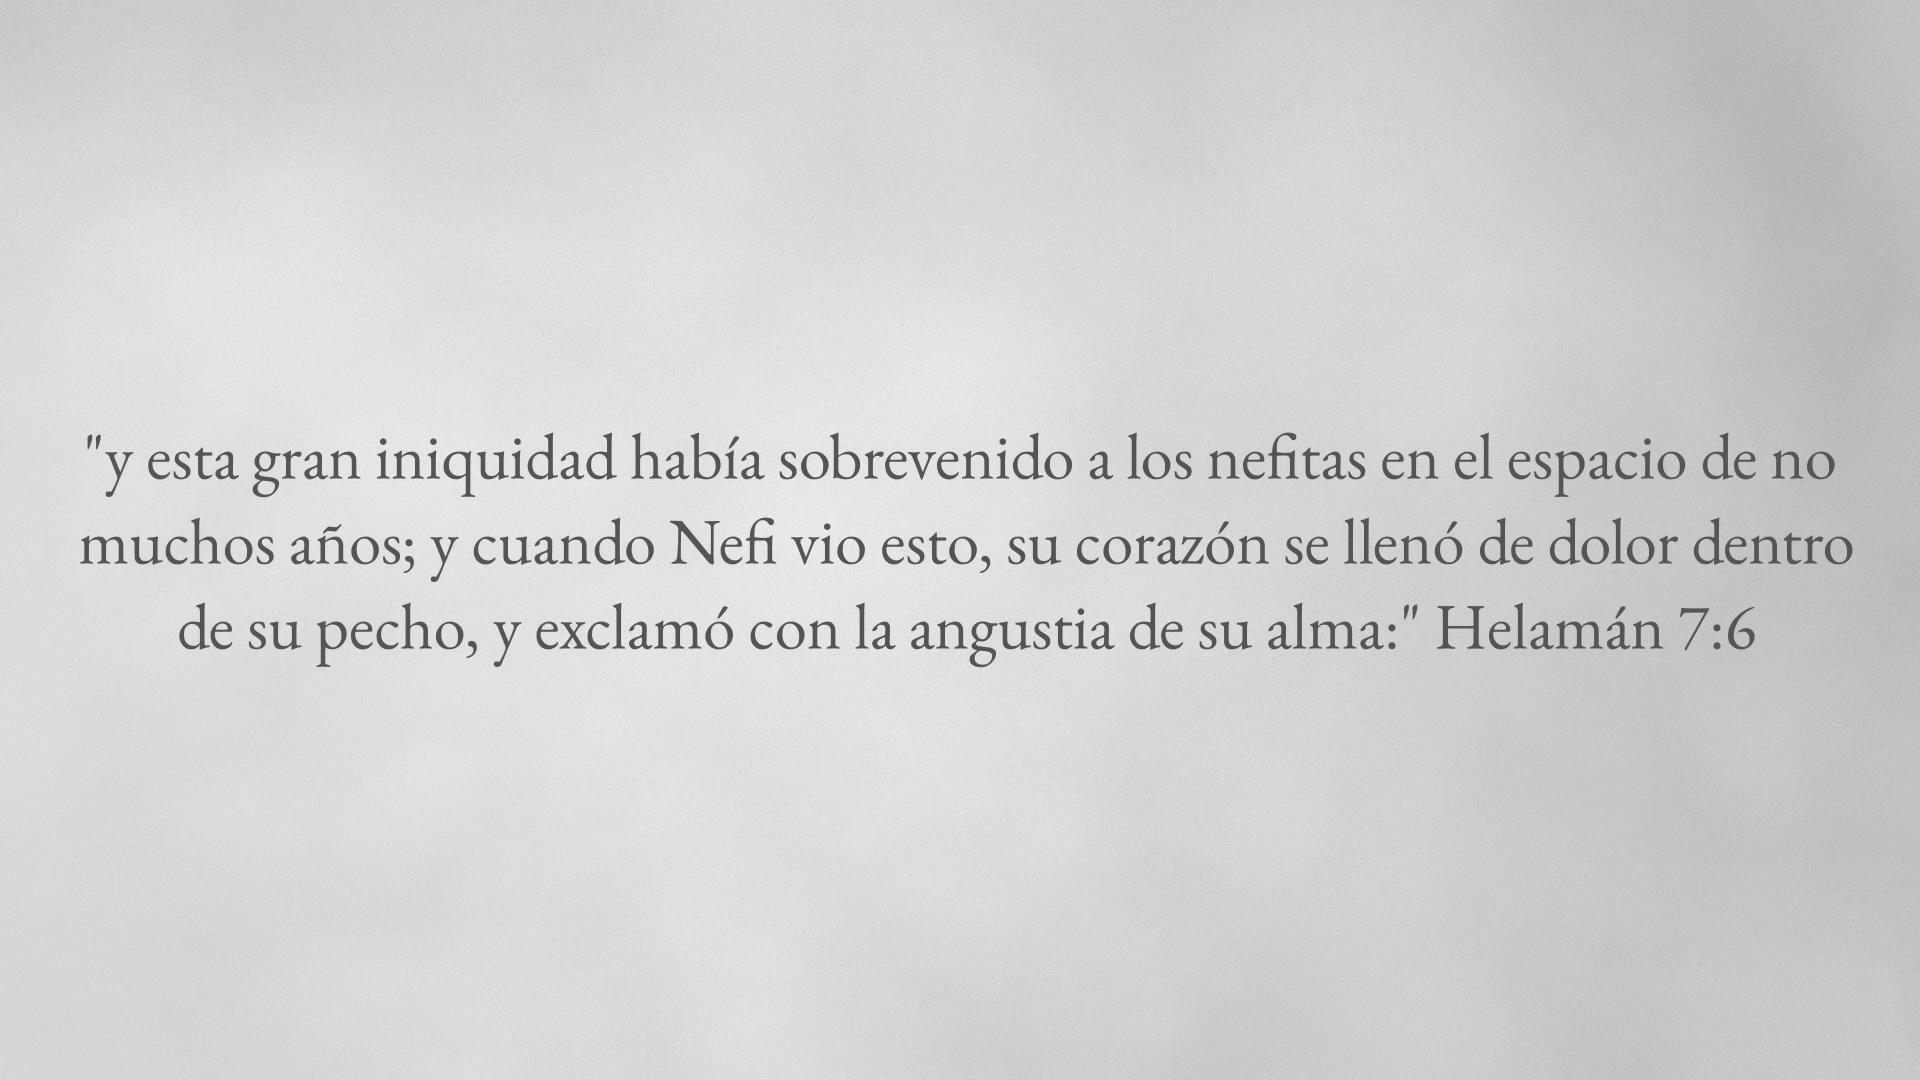 "y esta gran iniquidad había sobrevenido a los nefitas en el espacio de no
muchos años; y cuando Nefi vio esto, su corazón se llenó de dolor dentro
de su pecho, y exclamó con la angustia de su alma:" Helamán 7:6